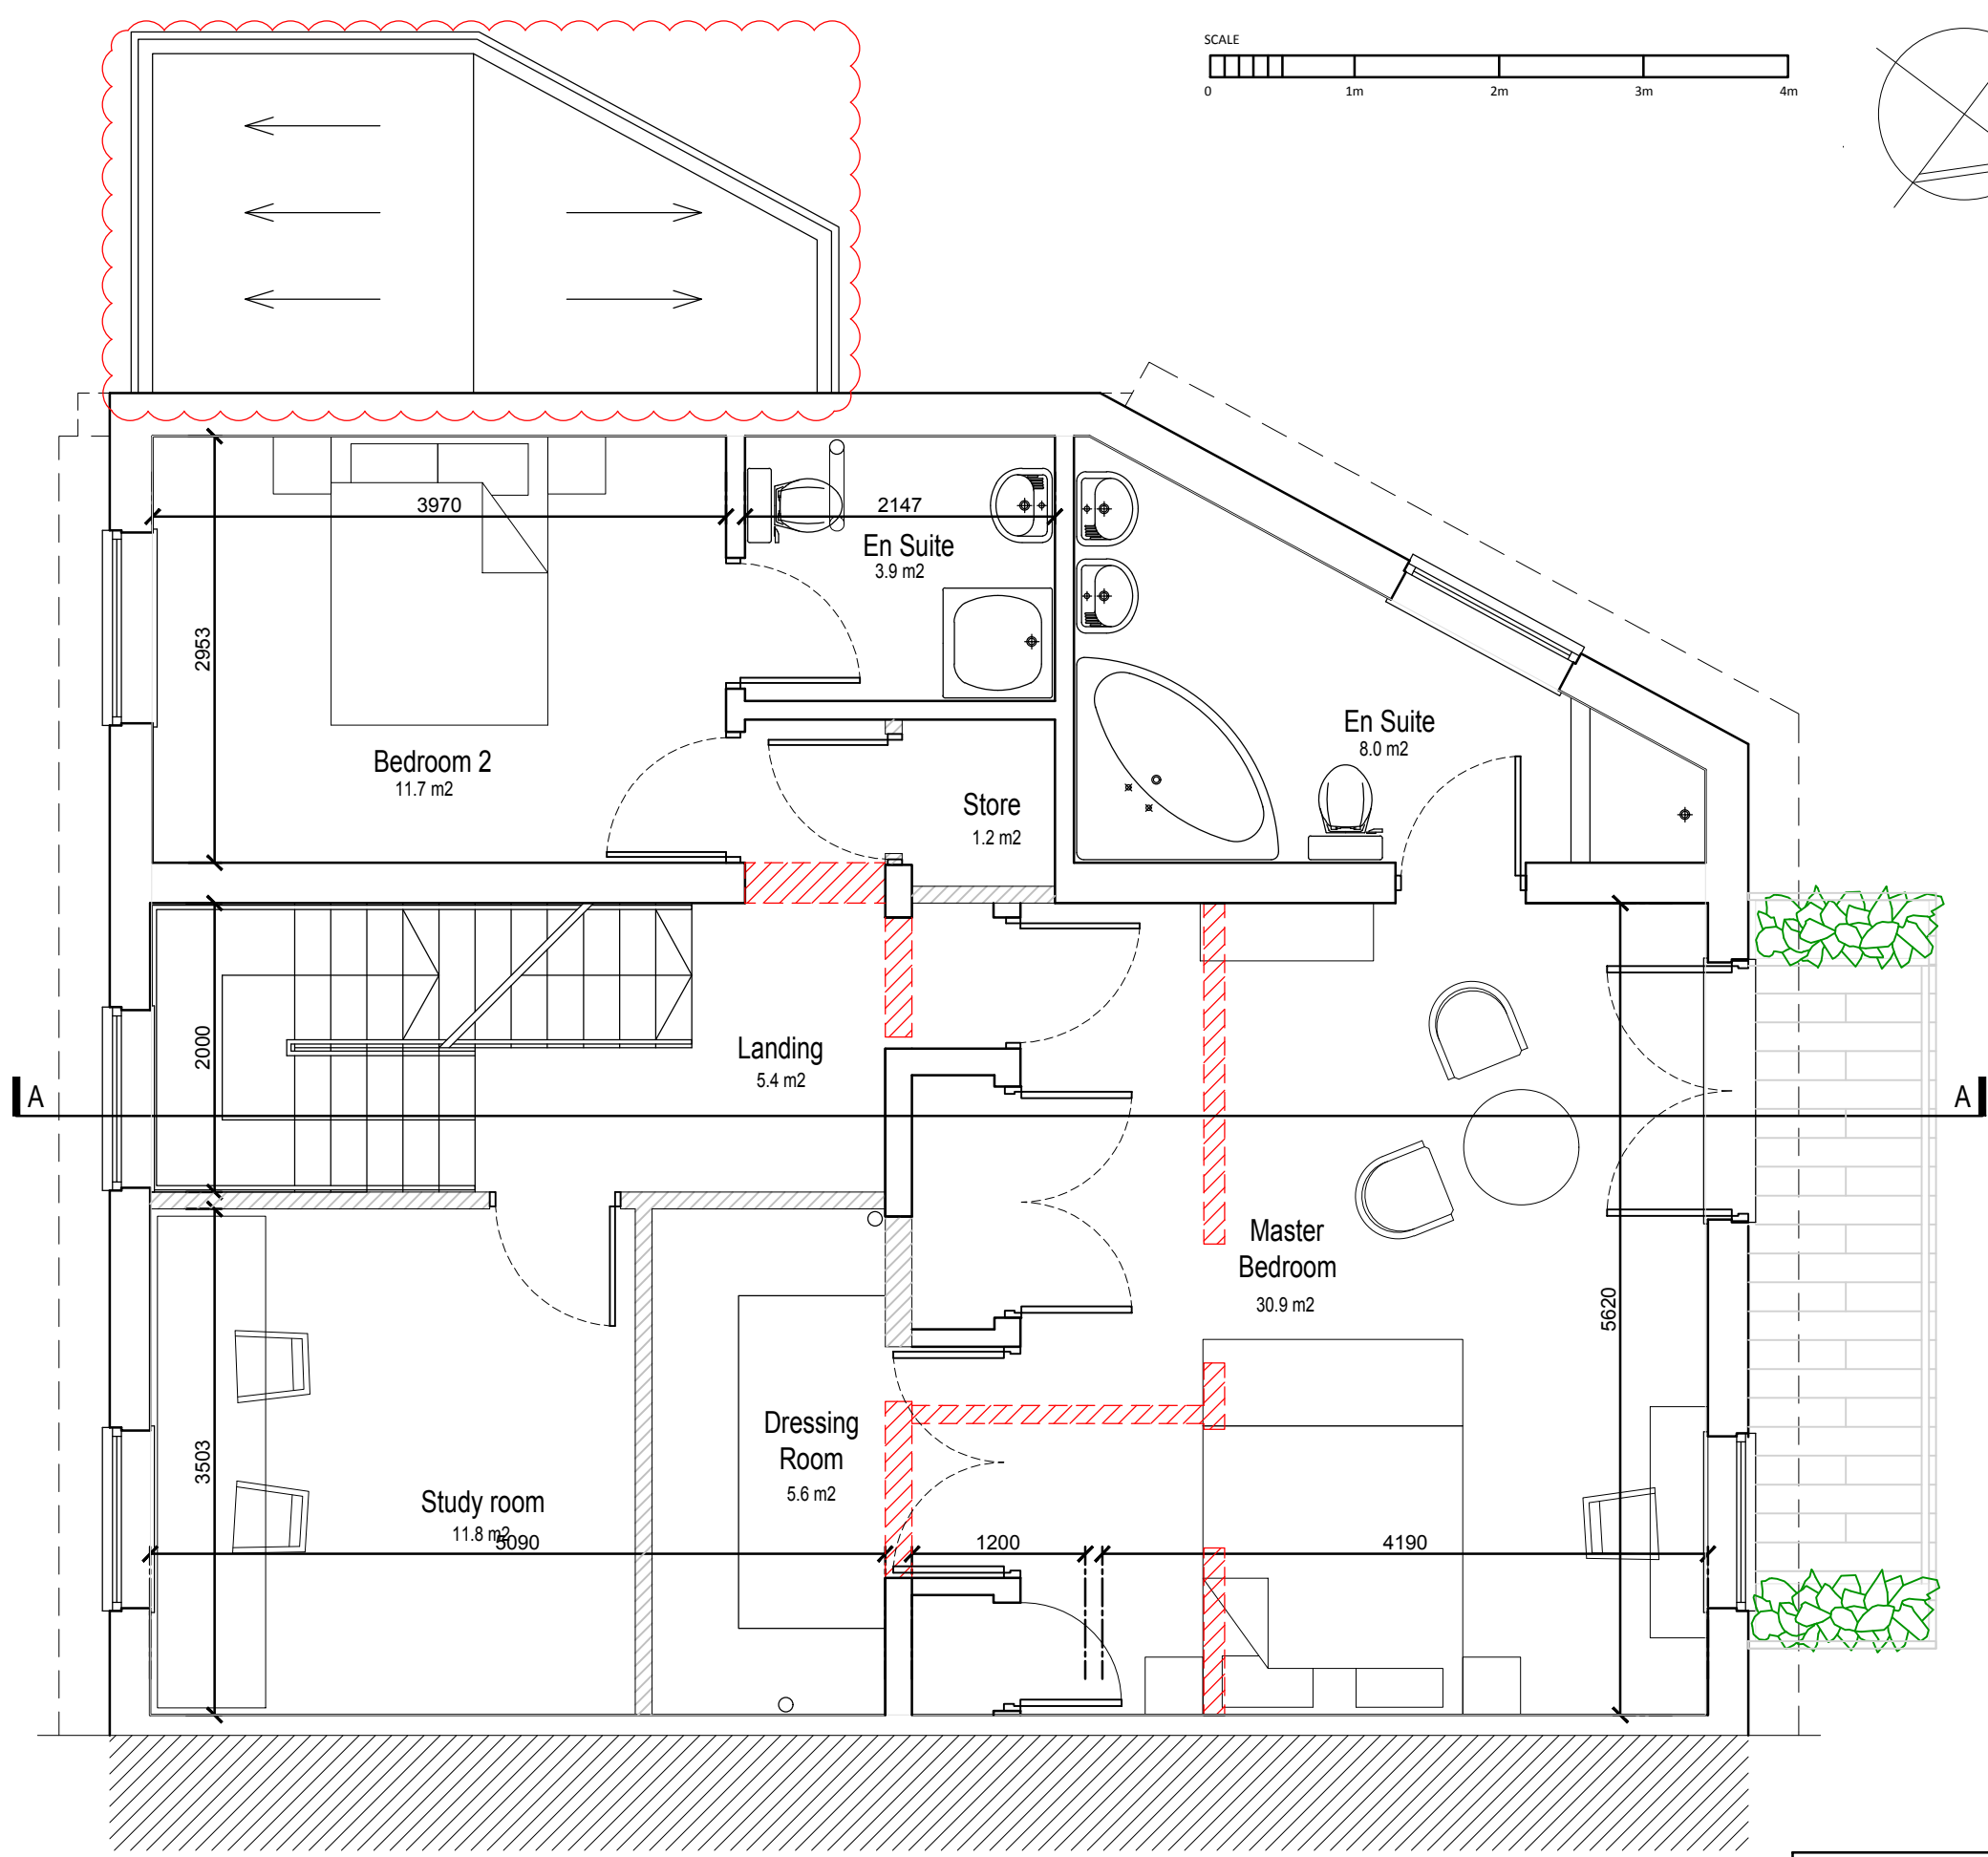 SCALE
0 1m 2m 3m 4m
3970
2147
En Suite
3.9 m2
2953
En Suite
8.0 m2
Bedroom 2
11.7 m2
Store
1.2 m2
2000
Landing
5.4 m2
A
A
Master
Bedroom
30.9 m2
5620
Dressing
Room
5.6 m2
3503
Study room
11.8 m2
5090
1200
4190